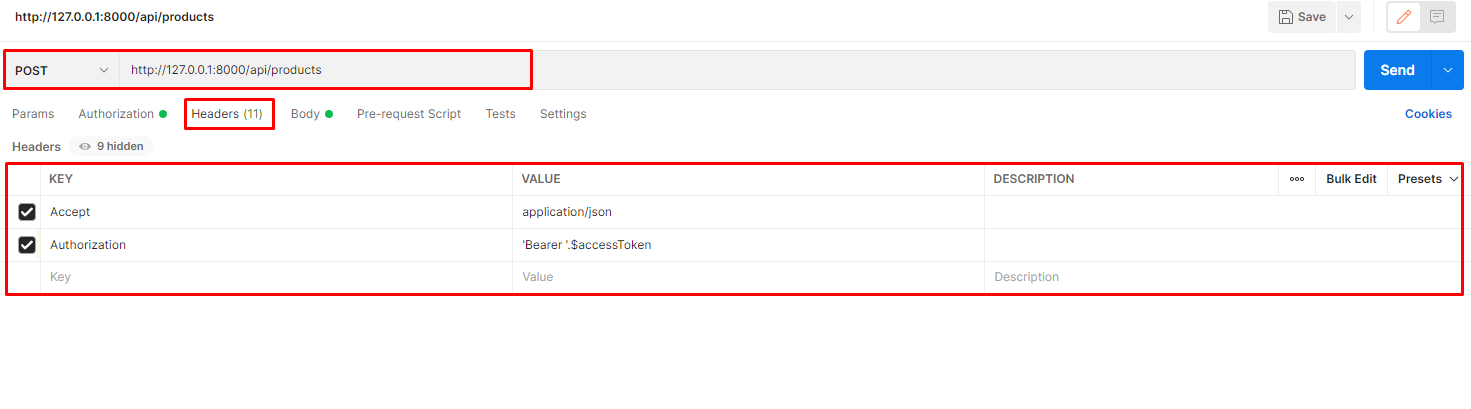 http://127.0.0.1:8000/api/products Save
POST http://127.0.0.1:8000/api/products Send
Params Authorization Headers (11) Body Pre-request Script Tests Settings Cookies
Headers 9 hidden
KEY VALUE DESCRIPTION Bulk Edit Presets
Accept application/json
Authorization 'Bearer '.$accessToken
Key Value Description